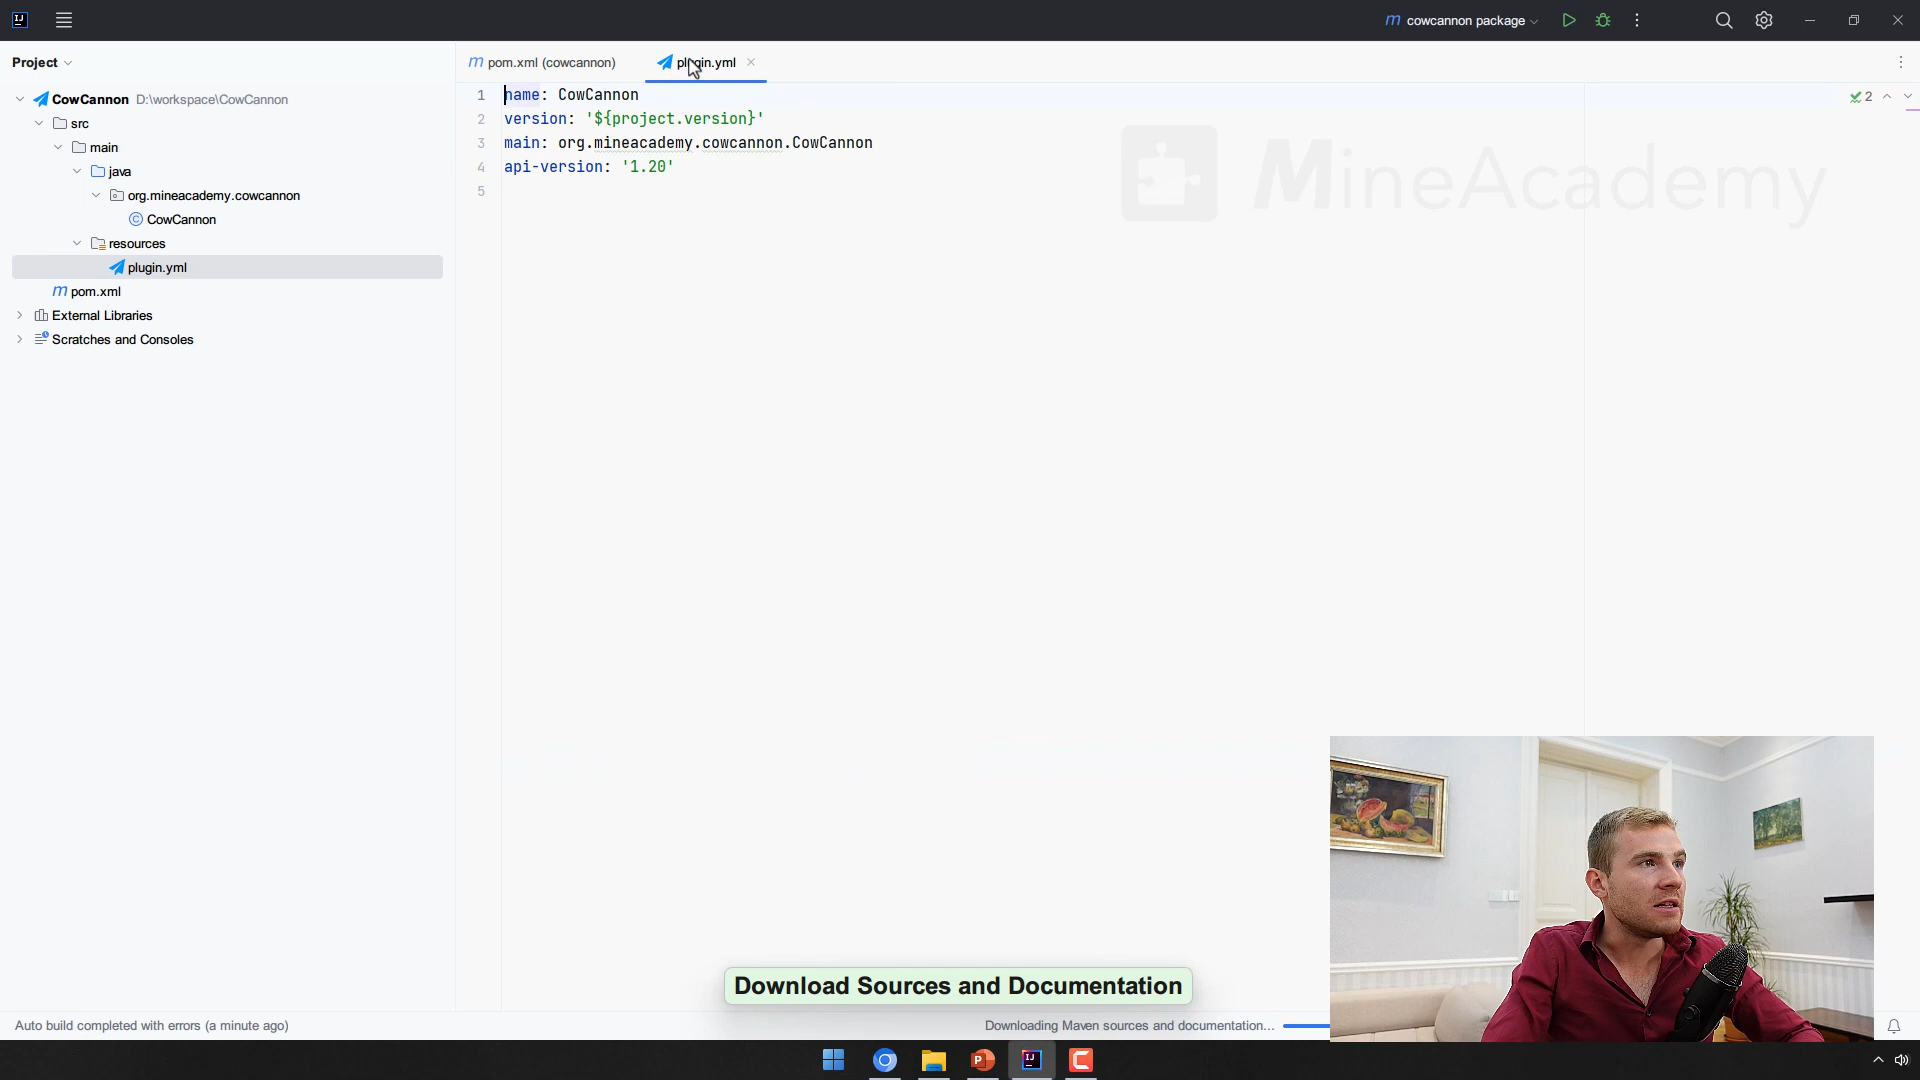 cowcannon package
Project
pom.xml (cowcannon)
plugin.yml
CowCannon D:\workspace\CowCannon
src
main
java
org.mineacademy.cowcannon
CowCannon
resources
plugin.yml
pom.xml
External Libraries
Scratches and Consoles
1 name: CowCannon
2 version: '${project.version}'
3 main: org.mineacademy.cowcannon.CowCannon
4 api-version: '1.20'
5
2
MineAcademy
Download Sources and Documentation
Auto build completed with errors (a minute ago)
Downloading Maven sources and documentation...